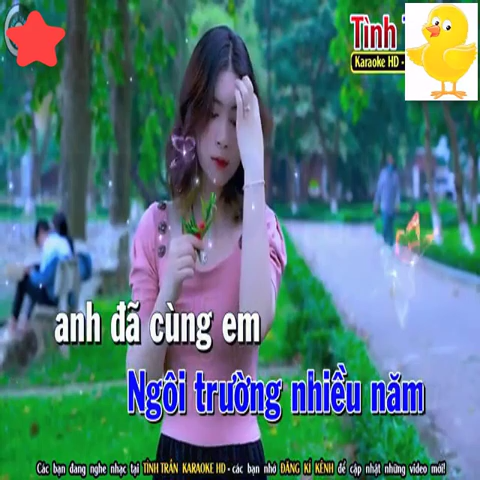 Tình
Karaoke HD -
anh đã cùng em
Ngôi trường nhiều năm
Các bạn đang nghe nhạc tại TÌNH TRẦN KARAOKE HD - các bạn nhớ ĐĂNG KÍ KÊNH để cập nhật những video mới!